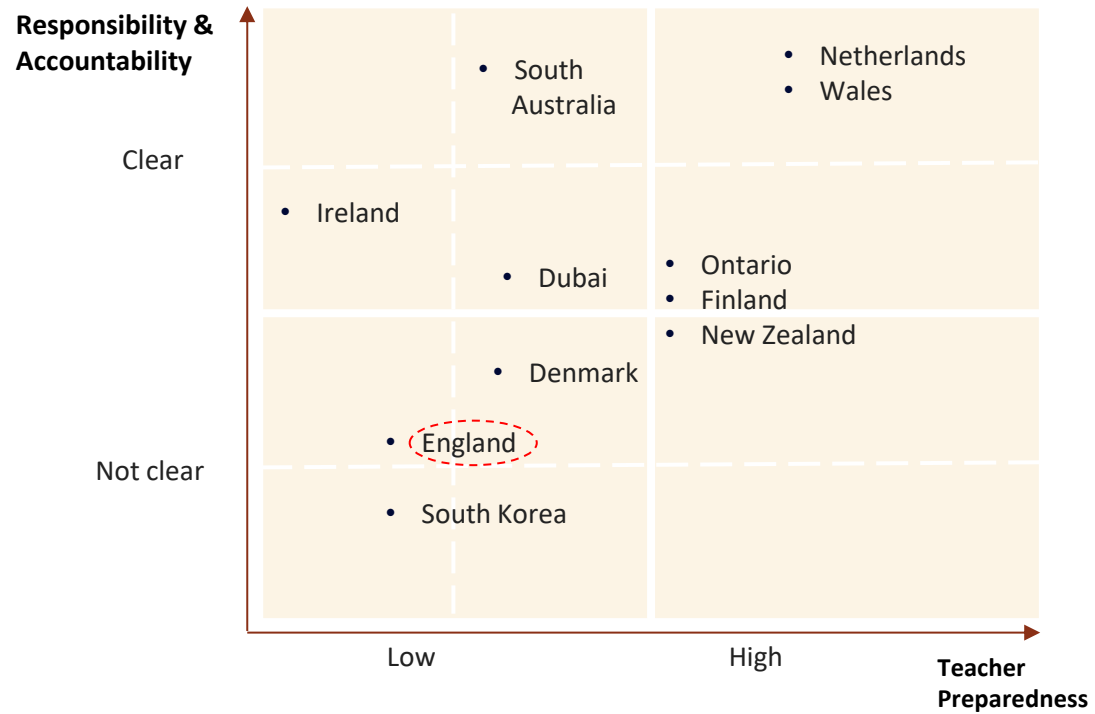 Responsibility &
Accountability
South
Australia
Netherlands
Wales
Clear
Ireland
Dubai
Ontario
Finland
New Zealand
Denmark
England
Not clear
South Korea
Low
High
Teacher
Preparedness